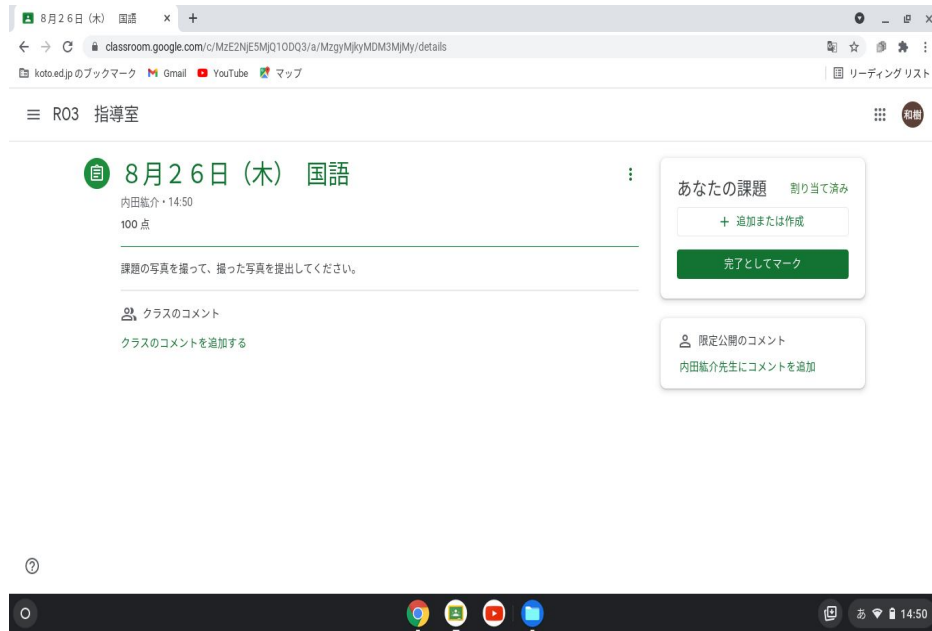 8月26日（木） 国語
classroom.google.com/c/MzE2NjE5MjQ1ODQ3/a/MzgyMjkyMDM3MjMy/details
koto.ed.jp のブックマーク Gmail YouTube マップ リーディング リスト
R03 指導室
和樹
８月２６日（木） 国語
内田紘介・14:50
100 点
課題の写真を撮って、撮った写真を提出してください。
クラスのコメント
クラスのコメントを追加する
あなたの課題 割り当て済み
+ 追加または作成
完了としてマーク
限定公開のコメント
内田紘介先生にコメントを追加
あ 14:50